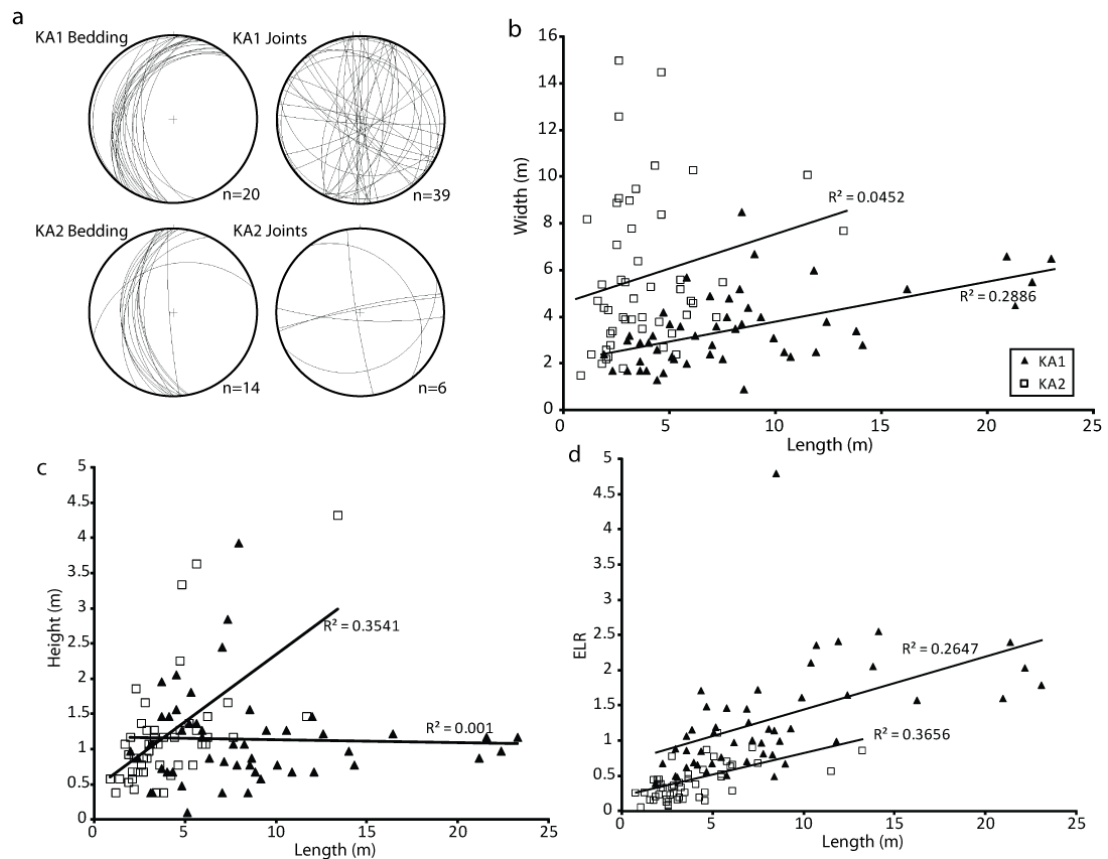 a
KA1 Bedding
KA1 Joints
n=20
n=39
KA2 Bedding
KA2 Joints
n=14
n=6
b
16
14
12
10
8
6
4
2
0
Width (m)
R² = 0.0452
R² = 0.2886
KA1
KA2
0 5 10 15 20 25
Length (m)
c
5
4.5
4
3.5
3
2.5
2
1.5
1
0.5
0
Height (m)
R² = 0.3541
R² = 0.001
0 5 10 15 20 25
Length (m)
d
5
4.5
4
3.5
3
2.5
2
1.5
1
0.5
0
ELR
R² = 0.2647
R² = 0.3656
0 5 10 15 20 25
Length (m)